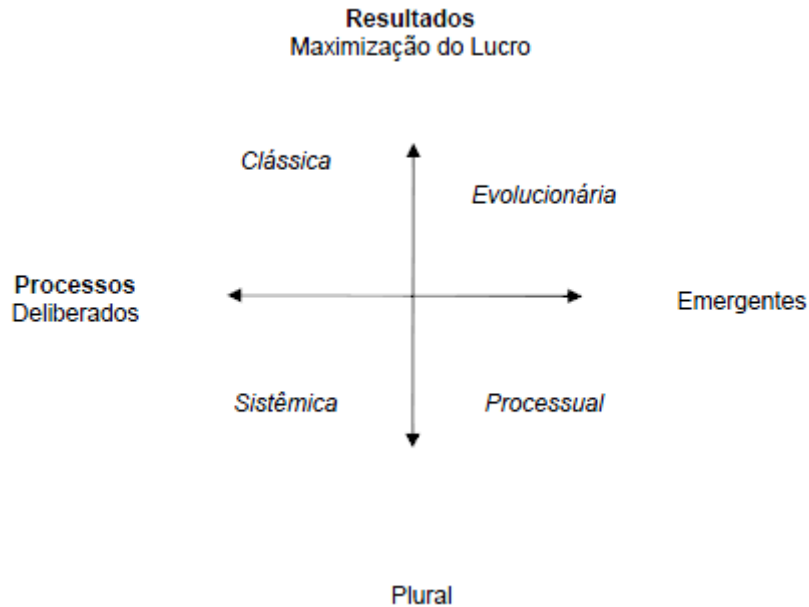 Resultados
Maximização do Lucro
Clássica
Evolucionária
Processos
Deliberados
Emergentes
Sistêmica
Processual
Plural